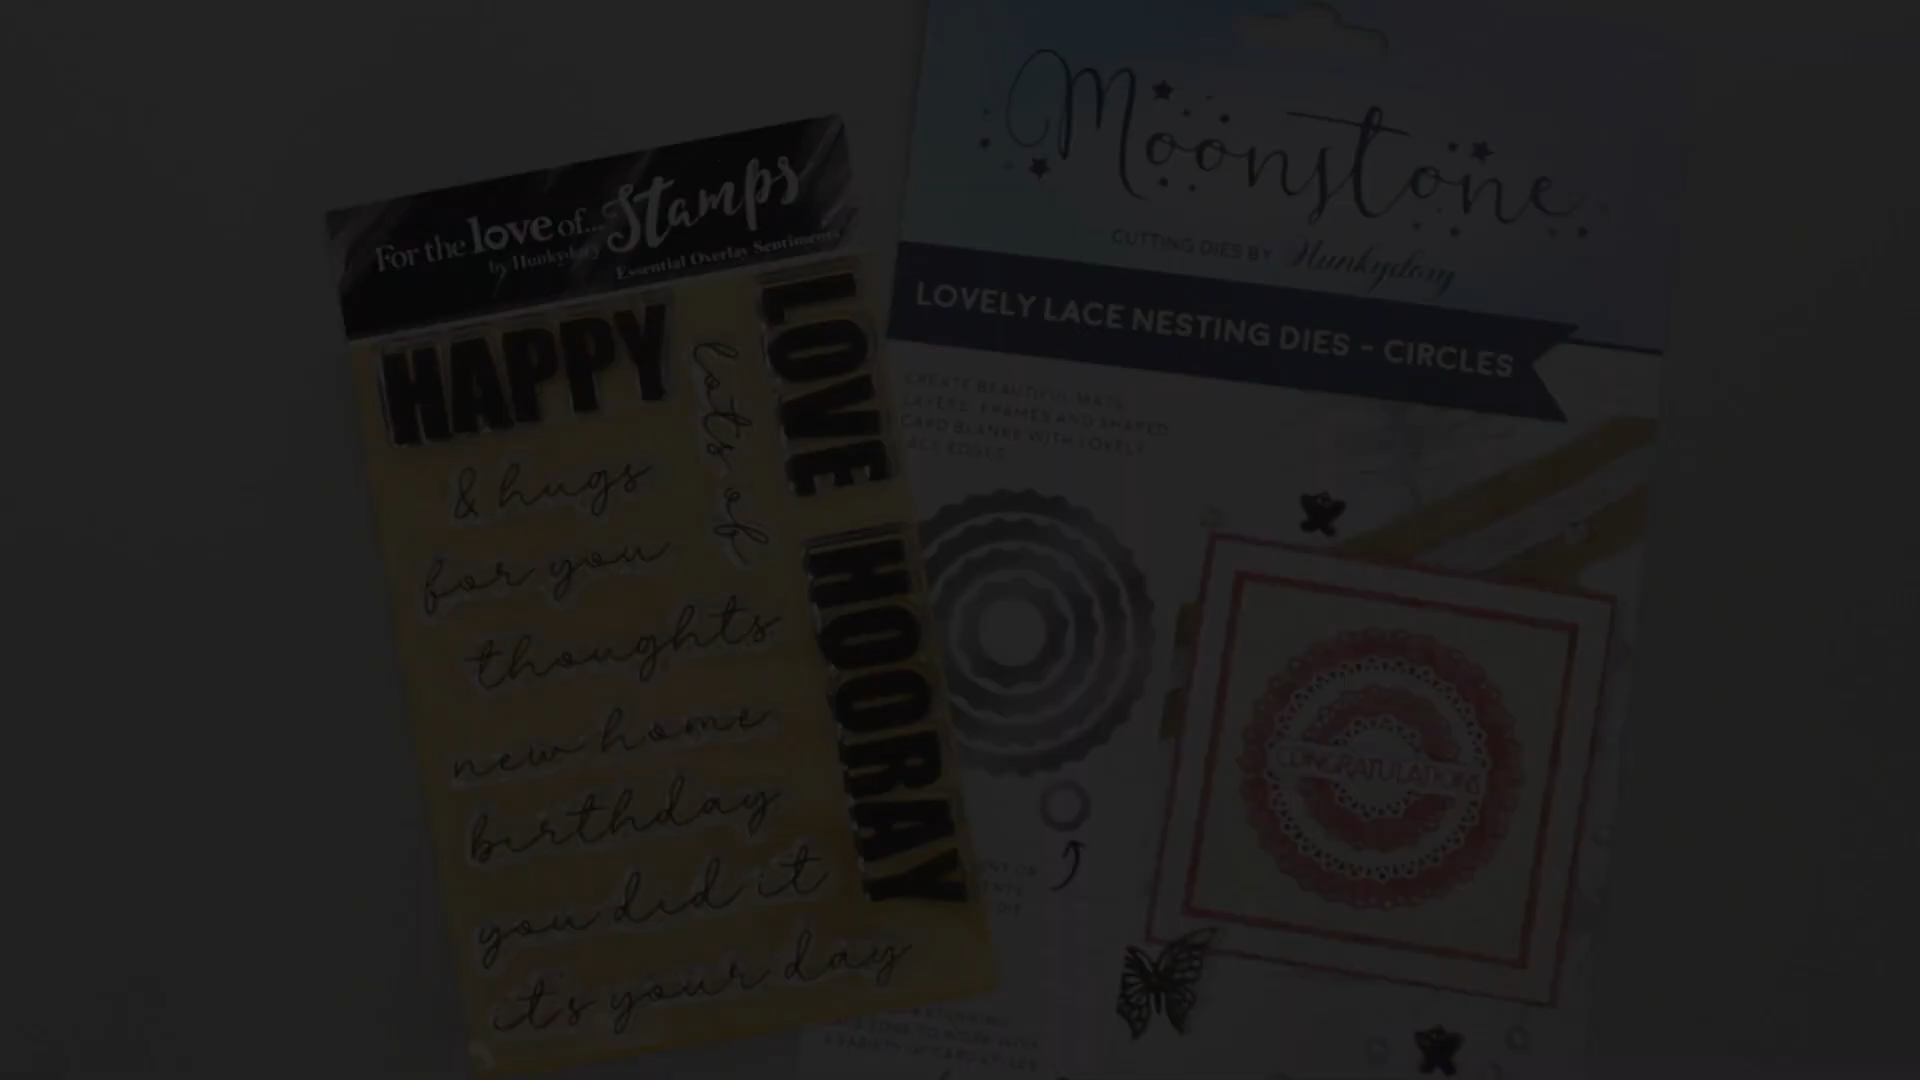 For the love of... Stamps
by Hunkydory
Essential Overlay Sentiments
HAPPY
lots of
LOVE
& hugs
for you
thoughts
HOORAY
new home
birthday
you did it
it's your day
Moonstone
CUTTING DIES BY Hunkydory
LOVELY LACE NESTING DIES - CIRCLES
CREATE BEAUTIFUL MATS,
LAYERS, FRAMES AND SHAPED
CARD BLANKS WITH LOVELY
LACE EDGES
CONGRATULATIONS